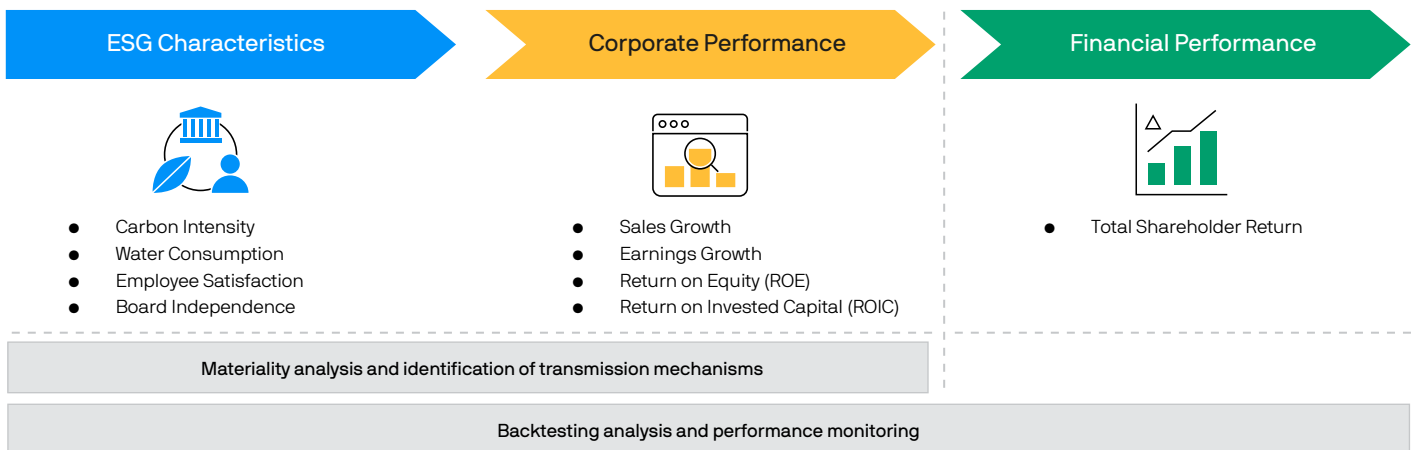 ESG Characteristics
Corporate Performance
Financial Performance
● Carbon Intensity
● Water Consumption
● Employee Satisfaction
● Board Independence
● Sales Growth
● Earnings Growth
● Return on Equity (ROE)
● Return on Invested Capital (ROIC)
● Total Shareholder Return
Materiality analysis and identification of transmission mechanisms
Backtesting analysis and performance monitoring